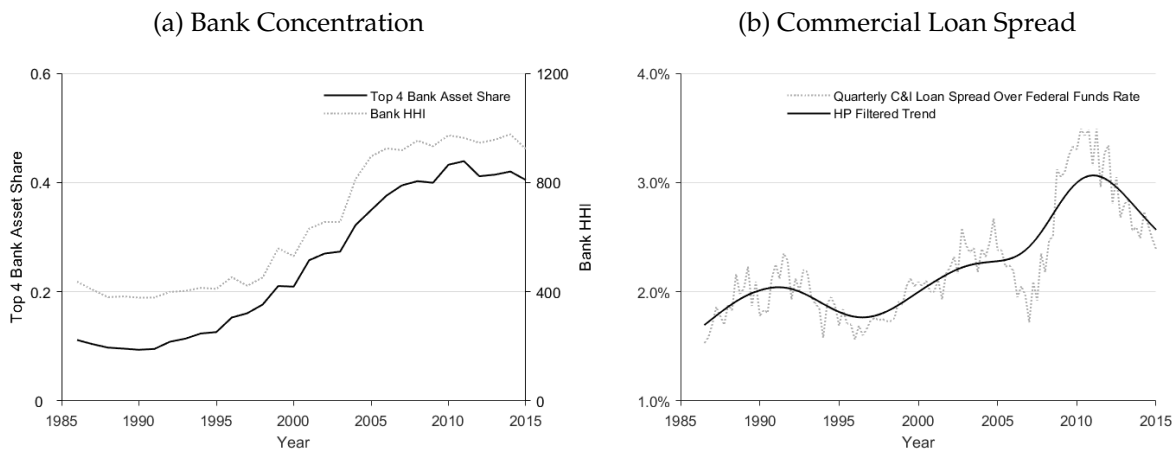 (a) Bank Concentration
0.6
0.4
0.2
0
1200
800
400
0
Top 4 Bank Asset Share
Bank HHI
Top 4 Bank Asset Share
Bank HHI
1985
1990
1995
2000
2005
2010
2015
Year
(b) Commercial Loan Spread
4.0%
3.0%
2.0%
1.0%
Quarterly C&I Loan Spread Over Federal Funds Rate
HP Filtered Trend
1985
1990
1995
2000
2005
2010
2015
Year